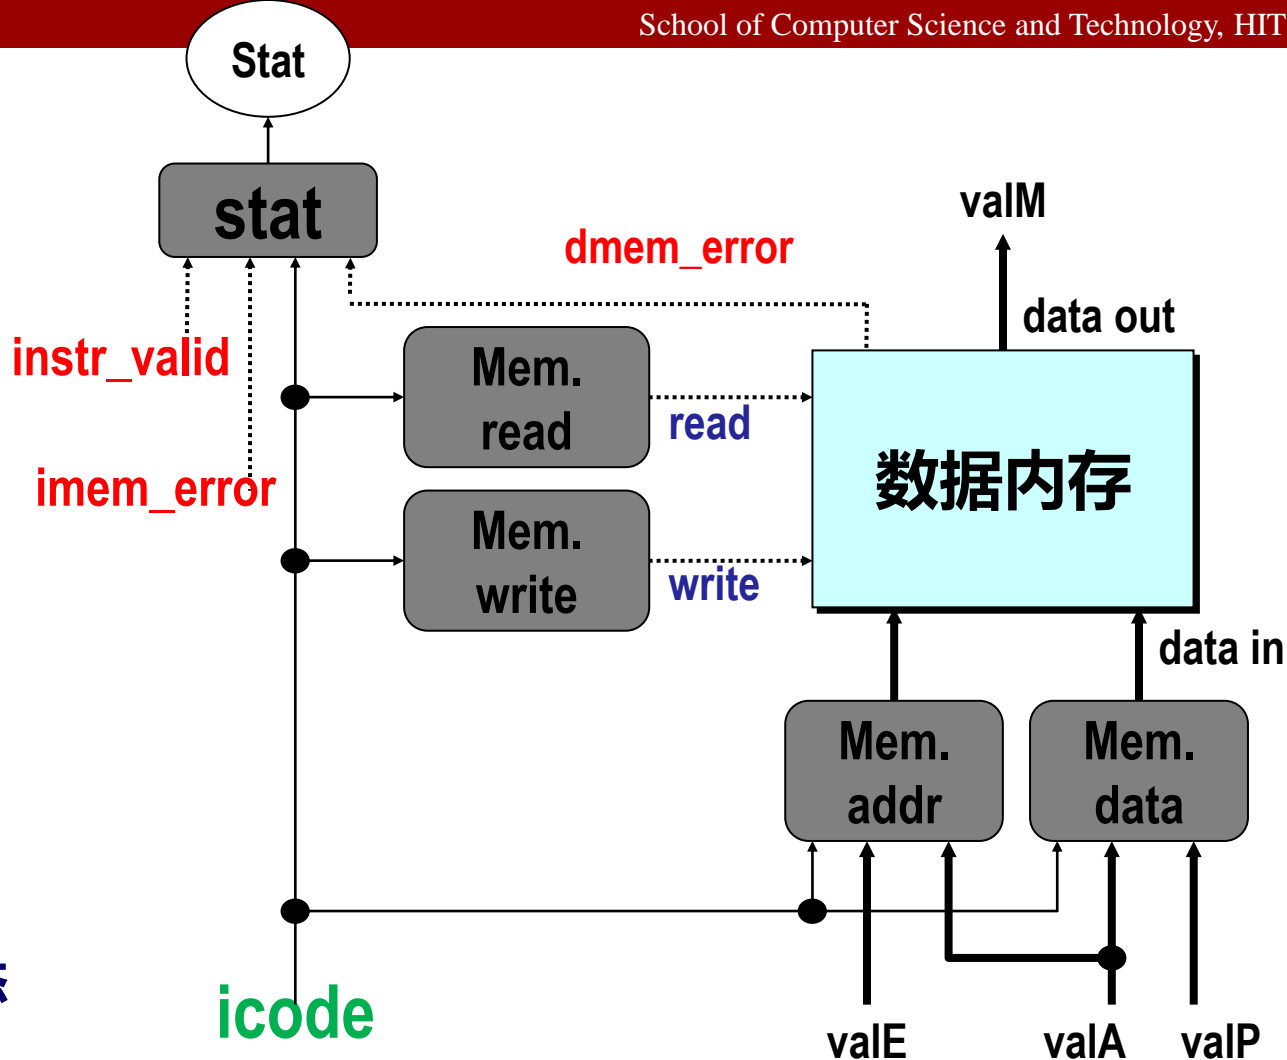 School of Computer Science and Technology, HIT
Stat
stat
valM
dmem_error
data out
instr_valid
Mem.
read
read
数据内存
imem_error
Mem.
write
write
data in
Mem.
addr
Mem.
data
icode
valE
valA
valP